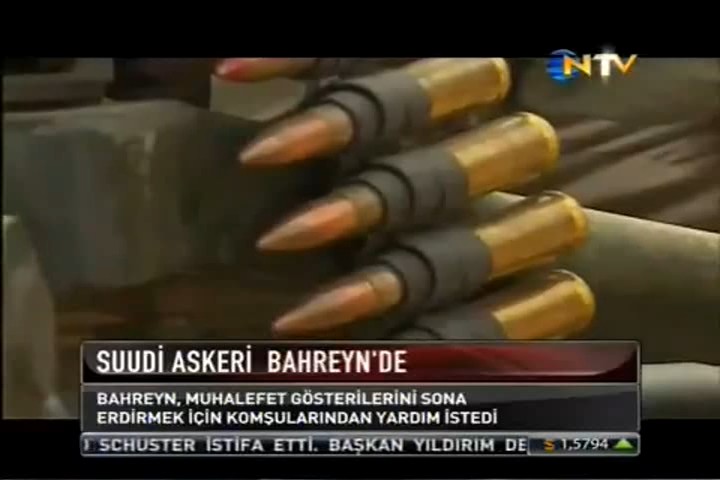 NTV
SUUDİ ASKERİ BAHREYN'DE
BAHREYN, MUHALEFET GÖSTERİLERİNİ SONA
ERDİRMEK İÇİN KOMŞULARINDAN YARDIM İSTEDİ
SCHUSTER İSTİFA ETTİ. BAŞKAN YILDIRIM DE
$ 1,5794